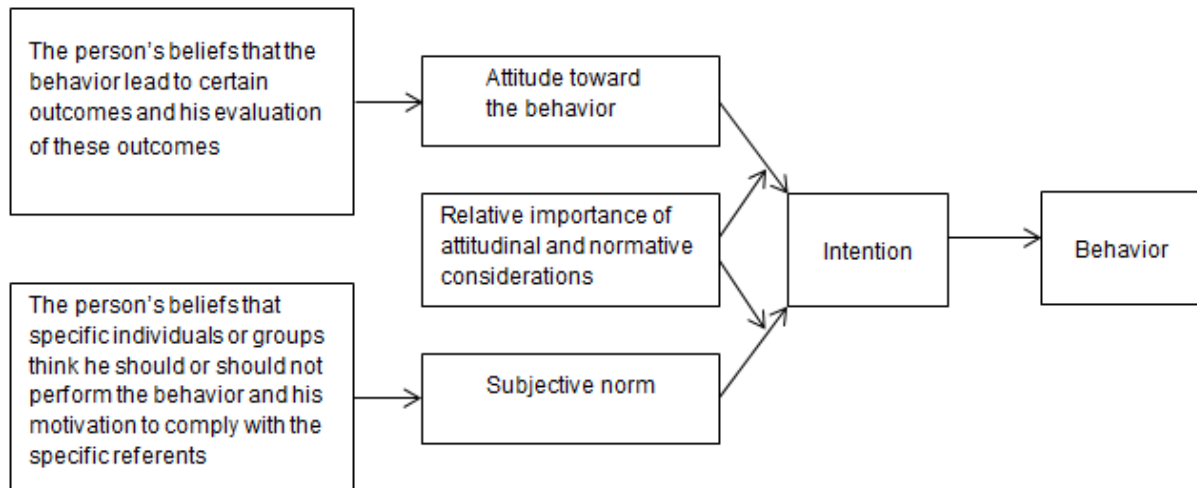 The person's beliefs that the
behavior lead to certain
outcomes and his evaluation
of these outcomes
Attitude toward
the behavior
Relative importance of
attitudinal and normative
considerations
Intention
Behavior
The person's beliefs that
specific individuals or groups
think he should or should not
perform the behavior and his
motivation to comply with the
specific referents
Subjective norm